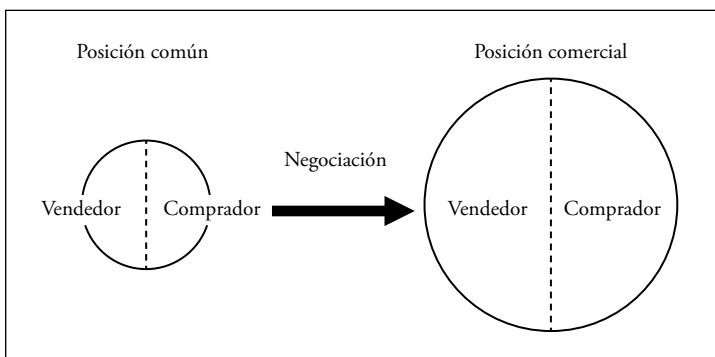 Posición común
Posición comercial
Negociación
Vendedor
Comprador
Vendedor
Comprador